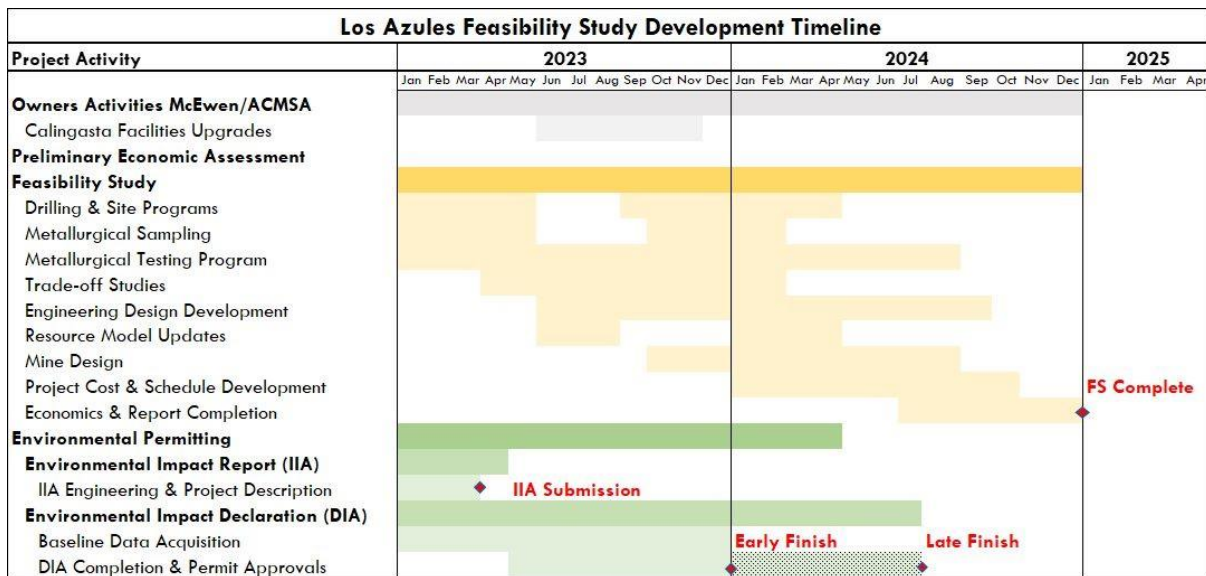 Los Azules Feasibility Study Development Timeline
Project Activity 2023 2024 2025
Jan Feb Mar Apr May Jun Jul Aug Sep Oct Nov Dec Jan Feb Mar Apr May Jun Jul Aug Sep Oct Nov Dec Jan Feb Mar Apr
Owners Activities McEwen/ACMSA
Calingasta Facilities Upgrades
Preliminary Economic Assessment
Feasibility Study
Drilling & Site Programs
Metallurgical Sampling
Metallurgical Testing Program
Trade-off Studies
Engineering Design Development
Resource Model Updates
Mine Design
Project Cost & Schedule Development FS Complete
Economics & Report Completion
Environmental Permitting
Environmental Impact Report (IIA)
IIA Engineering & Project Description IIA Submission
Environmental Impact Declaration (DIA)
Baseline Data Acquisition Early Finish Late Finish
DIA Completion & Permit Approvals